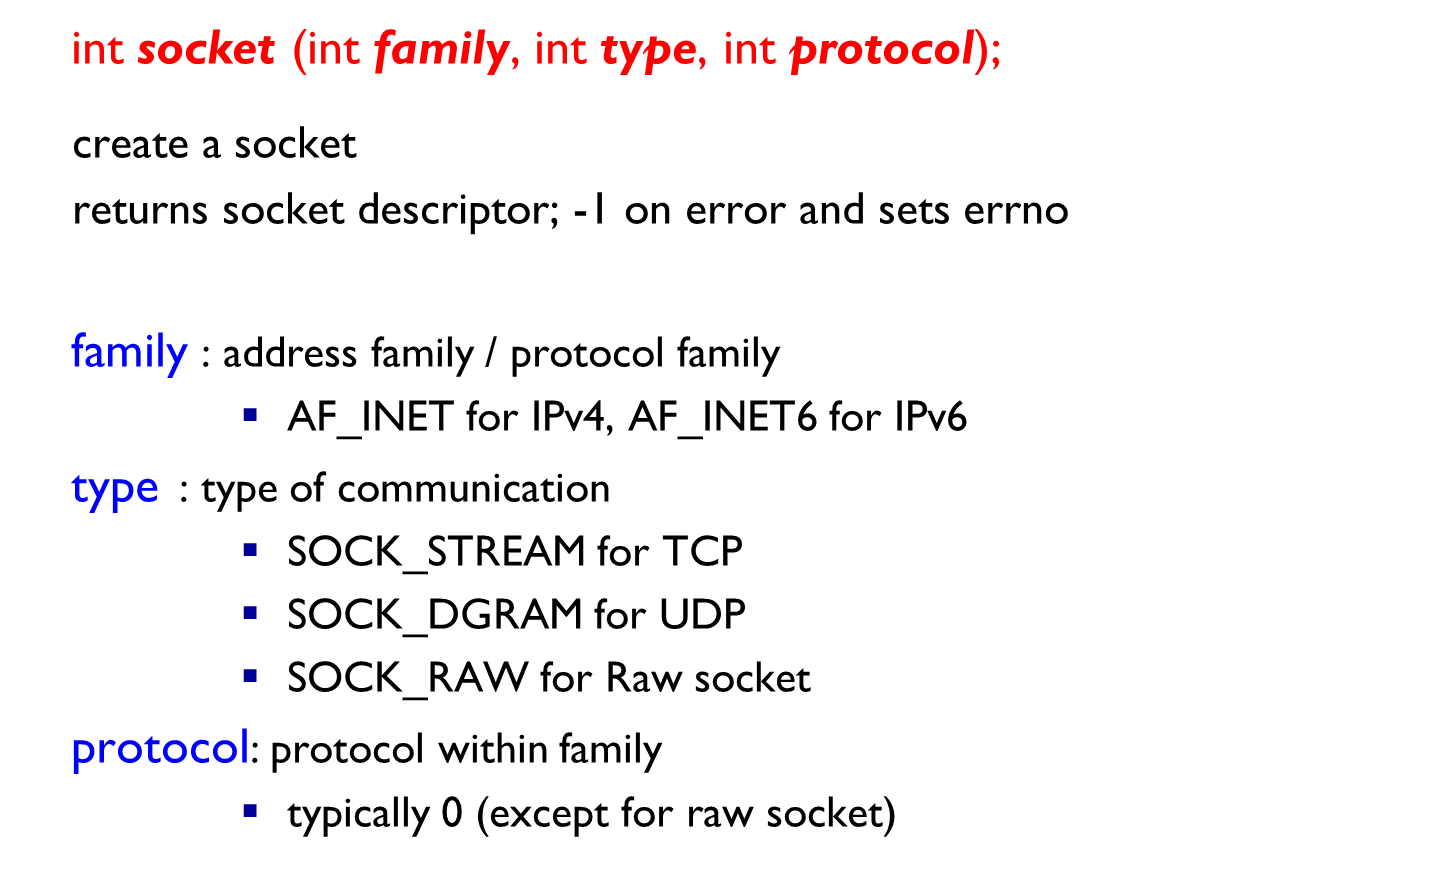 int socket (int family, int type, int protocol);
create a socket
returns socket descriptor; -1 on error and sets errno
family : address family / protocol family
▪ AF_INET for IPv4, AF_INET6 for IPv6
type : type of communication
▪ SOCK_STREAM for TCP
▪ SOCK_DGRAM for UDP
▪ SOCK_RAW for Raw socket
protocol: protocol within family
▪ typically 0 (except for raw socket)